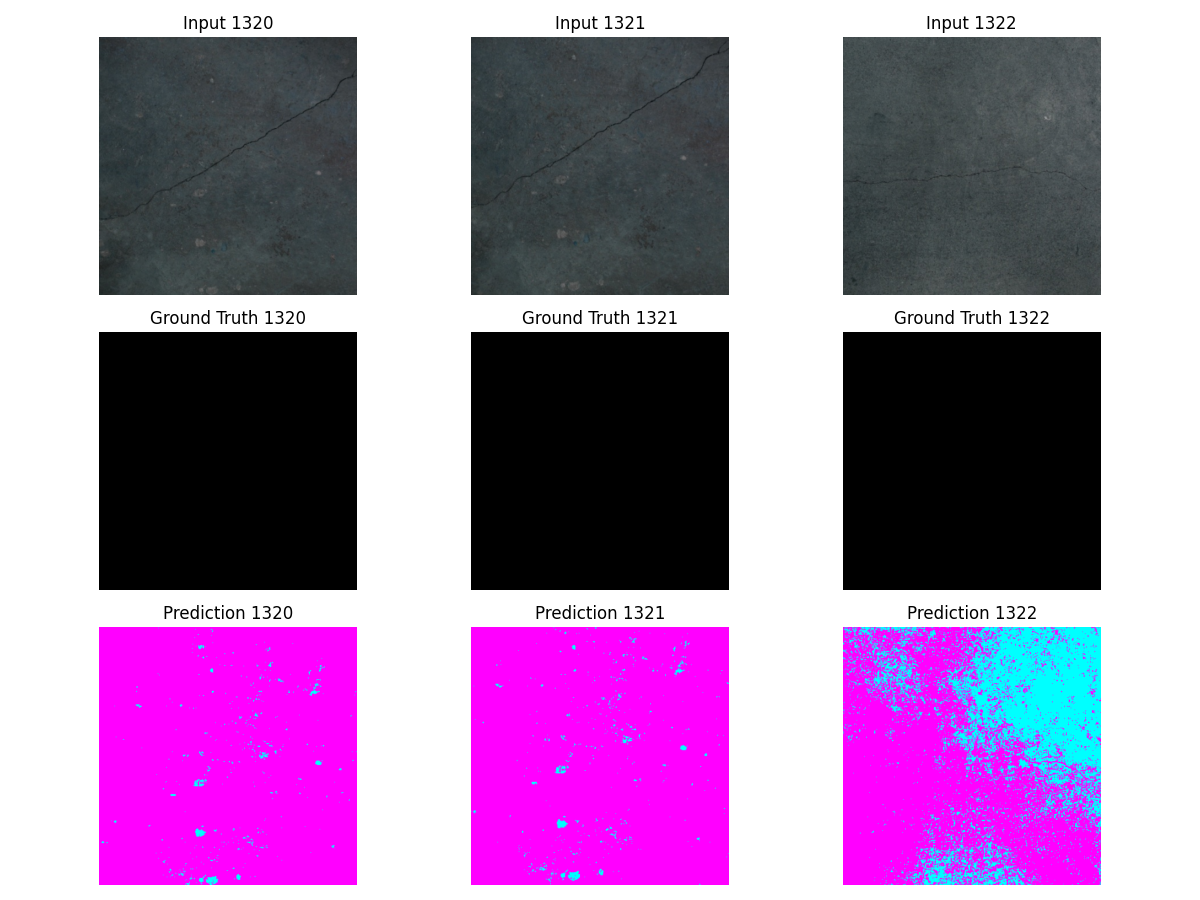 Input 1320
Input 1321
Input 1322
Ground Truth 1320
Ground Truth 1321
Ground Truth 1322
Prediction 1320
Prediction 1321
Prediction 1322